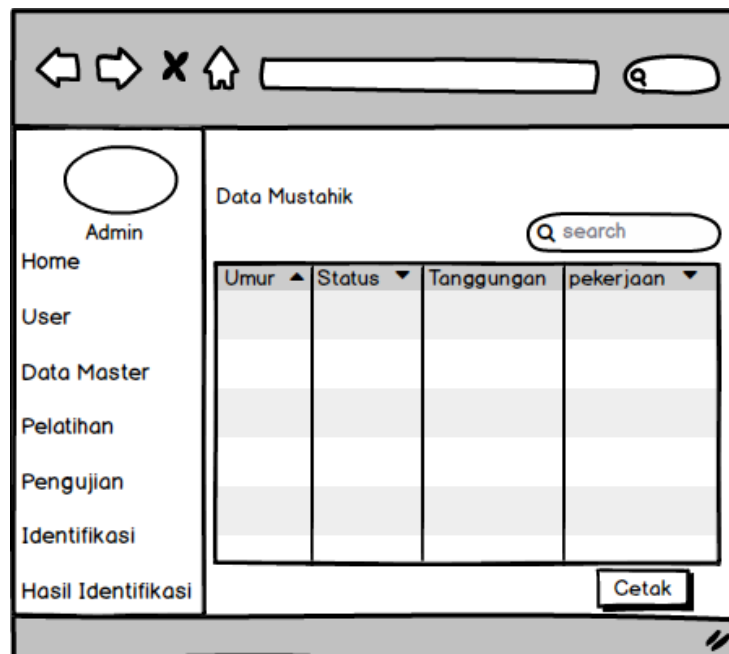 Admin
Home
User
Data Master
Pelatihan
Pengujian
Identifikasi
Hasil Identifikasi
Data Mustahik
search
Umur Status Tanggungan pekerjaan
Cetak